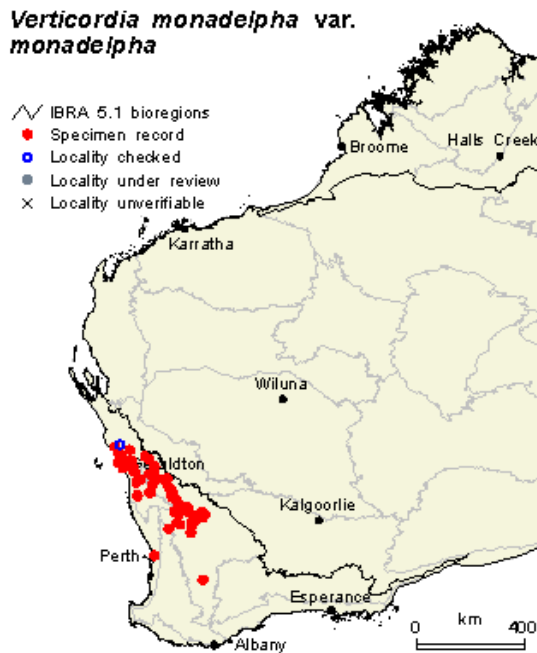 Verticordia monadelpha var.
monadelpha
IBRA 5.1 bioregions
Specimen record
Locality checked
Locality under review
Locality unverifiable
Broome
Halls Creek
Karratha
Wiluna
Kalgoorlie
Perth
Esperance
Albany
km
0 400